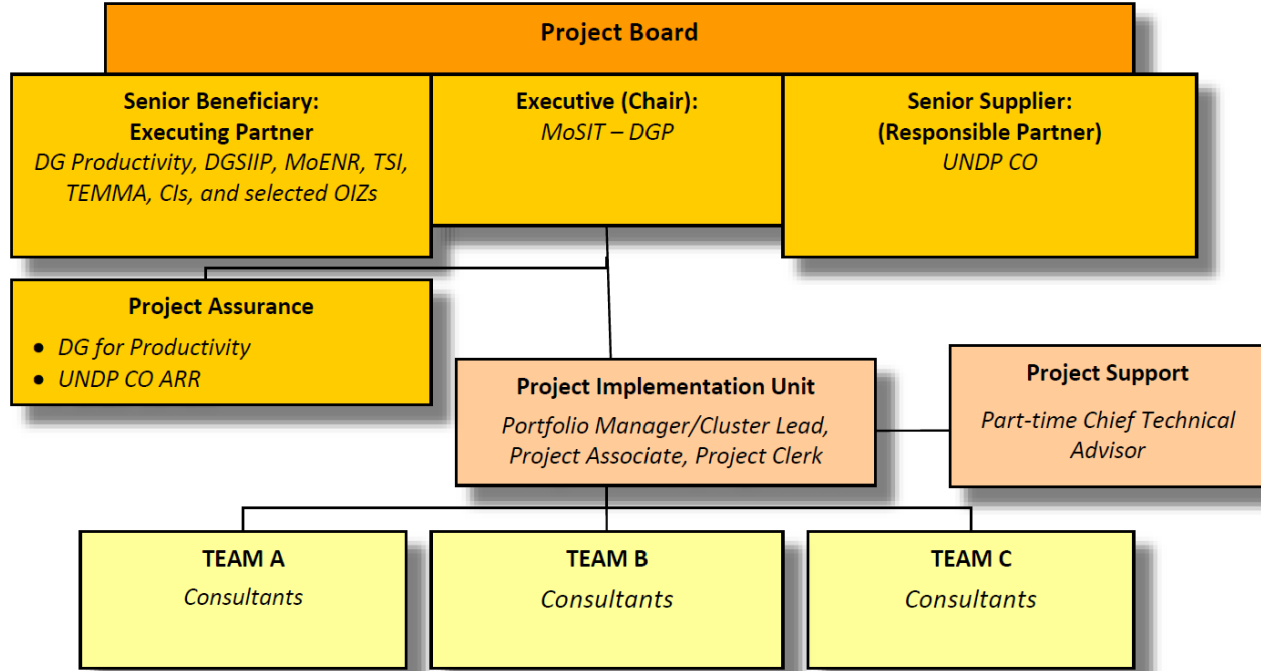 Project Board
Senior Beneficiary:
Executing Partner
DG Productivity, DGSIIP, MoENR, TSI,
TEMMA, CIs, and selected OIZs
Executive (Chair):
MoSIT – DGP
Senior Supplier:
(Responsible Partner)
UNDP CO
Project Assurance
• DG for Productivity
• UNDP CO ARR
Project Implementation Unit
Portfolio Manager/Cluster Lead,
Project Associate, Project Clerk
Project Support
Part-time Chief Technical
Advisor
TEAM A
Consultants
TEAM B
Consultants
TEAM C
Consultants